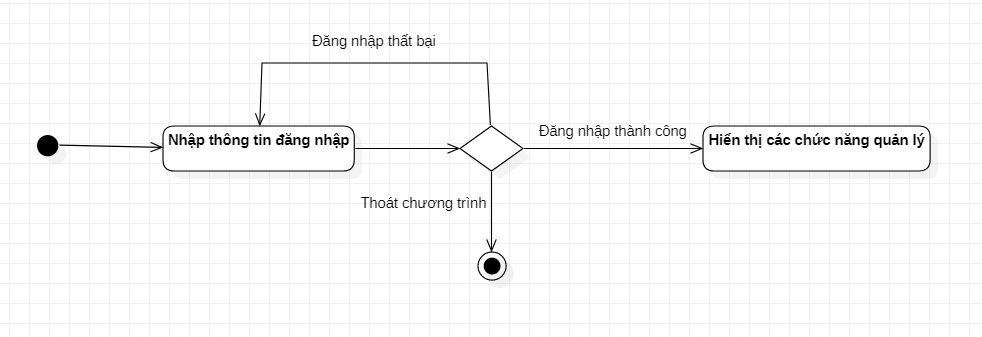 Đăng nhập thất bại
Nhập thông tin đăng nhập
Đăng nhập thành công
Hiển thị các chức năng quản lý
Thoát chương trình